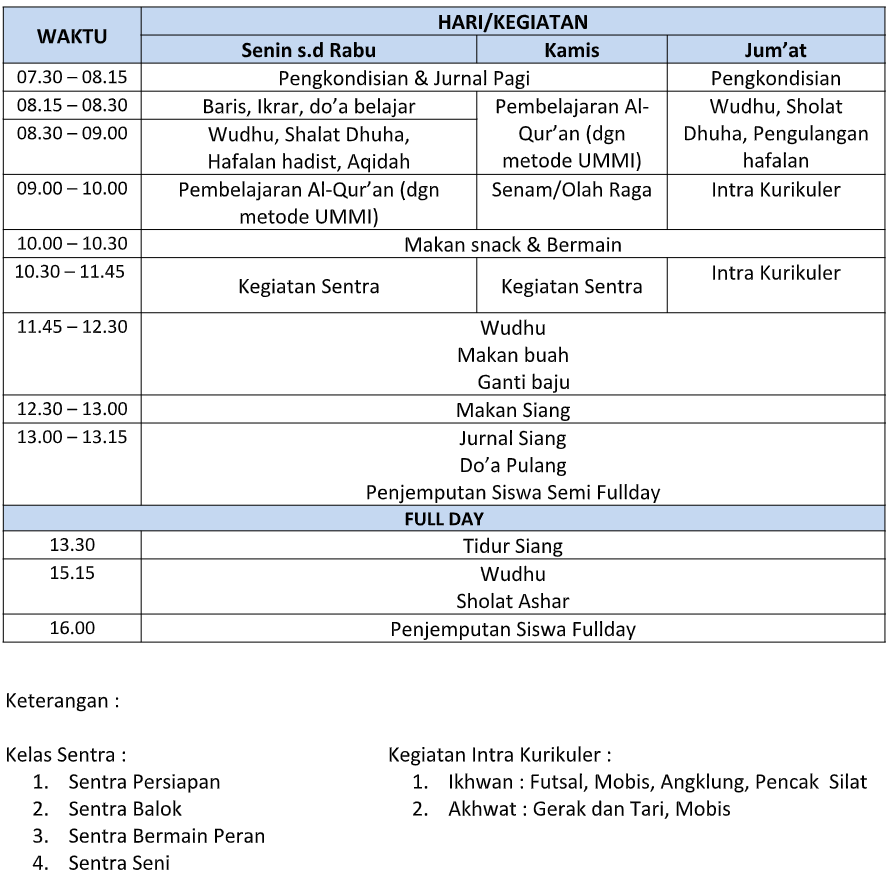 WAKTU
HARI/KEGIATAN
Senin s.d Rabu
Kamis
Jum’at
07.30 – 08.15
Pengkondisian & Jurnal Pagi
Pengkondisian
08.15 – 08.30
Baris, Ikrar, do’a belajar
Pembelajaran Al-
Qur’an (dgn
metode UMMI)
Wudhu, Sholat
Dhuha, Pengulangan
hafalan
08.30 – 09.00
Wudhu, Shalat Dhuha,
Hafalan hadist, Aqidah
09.00 – 10.00
Pembelajaran Al-Qur’an (dgn
metode UMMI)
Senam/Olah Raga
Intra Kurikuler
10.00 – 10.30
Makan snack & Bermain
10.30 – 11.45
Kegiatan Sentra
Kegiatan Sentra
Intra Kurikuler
11.45 – 12.30
Wudhu
Makan buah
Ganti baju
12.30 – 13.00
Makan Siang
13.00 – 13.15
Jurnal Siang
Do’a Pulang
Penjemputan Siswa Semi Fullday
FULL DAY
13.30
Tidur Siang
15.15
Wudhu
Sholat Ashar
16.00
Penjemputan Siswa Fullday
Keterangan :
Kelas Sentra :
1. Sentra Persiapan
2. Sentra Balok
3. Sentra Bermain Peran
4. Sentra Seni
Kegiatan Intra Kurikuler :
1. Ikhwan : Futsal, Mobis, Angklung, Pencak Silat
2. Akhwat : Gerak dan Tari, Mobis